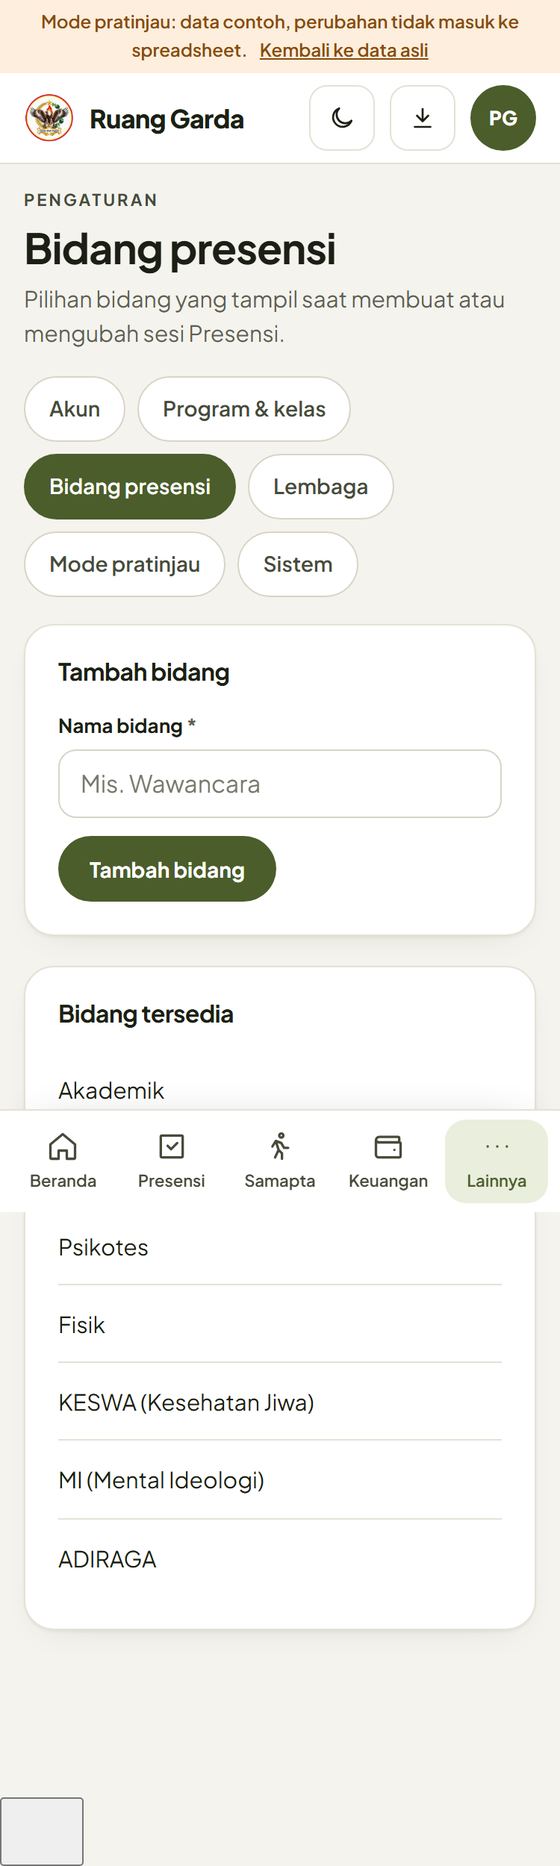 Mode pratinjau: data contoh, perubahan tidak masuk ke
spreadsheet. Kembali ke data asli
Ruang Garda
PG
PENGATURAN
Bidang presensi
Pilihan bidang yang tampil saat membuat atau
mengubah sesi Presensi.
Akun
Program & kelas
Bidang presensi
Lembaga
Mode pratinjau
Sistem
Tambah bidang
Nama bidang *
Mis. Wawancara
Tambah bidang
Bidang tersedia
Akademik
Beranda
Presensi
Samapta
Keuangan
Lainnya
Psikotes
Fisik
KESWA (Kesehatan Jiwa)
MI (Mental Ideologi)
ADIRAGA